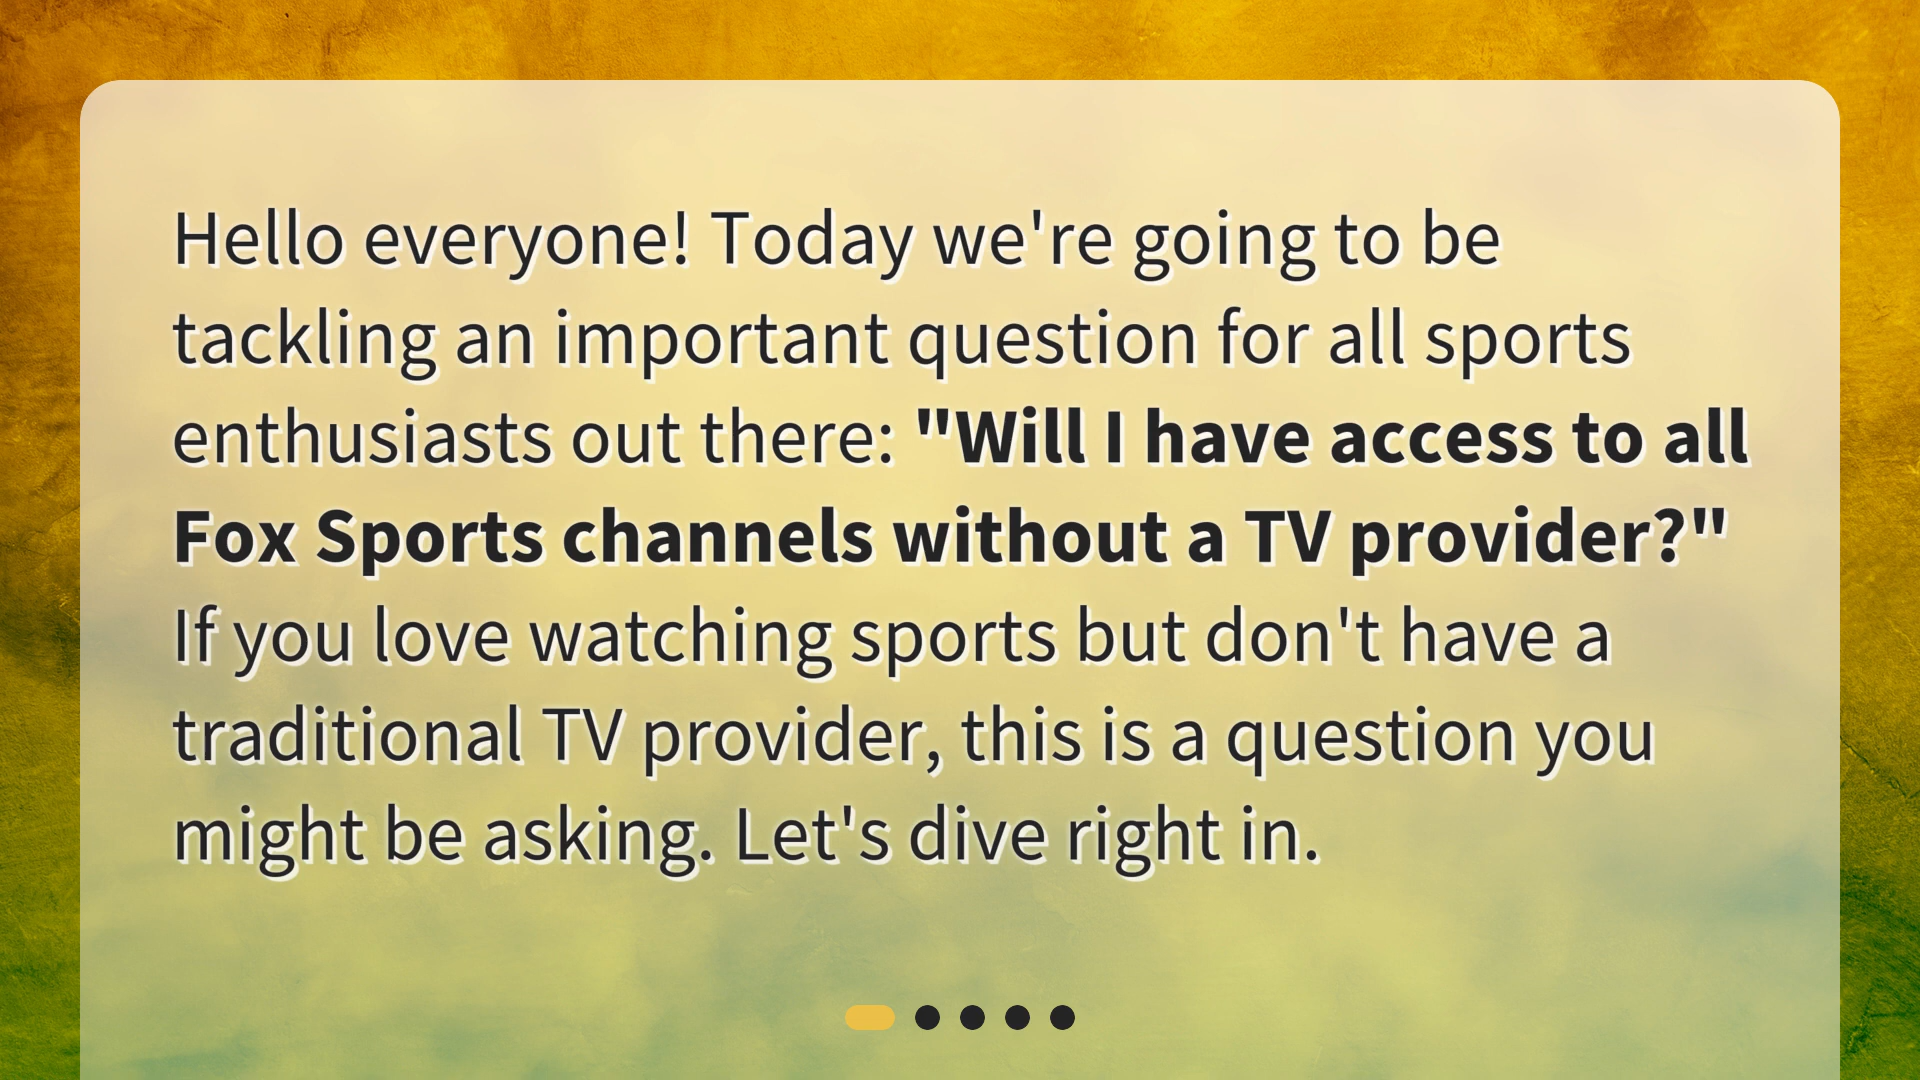 Hello everyone! Today we're going to be
tackling an important question for all sports
enthusiasts out there: "Will I have access to all
Fox Sports channels without a TV provider?"
If you love watching sports but don't have a
traditional TV provider, this is a question you
might be asking. Let's dive right in.